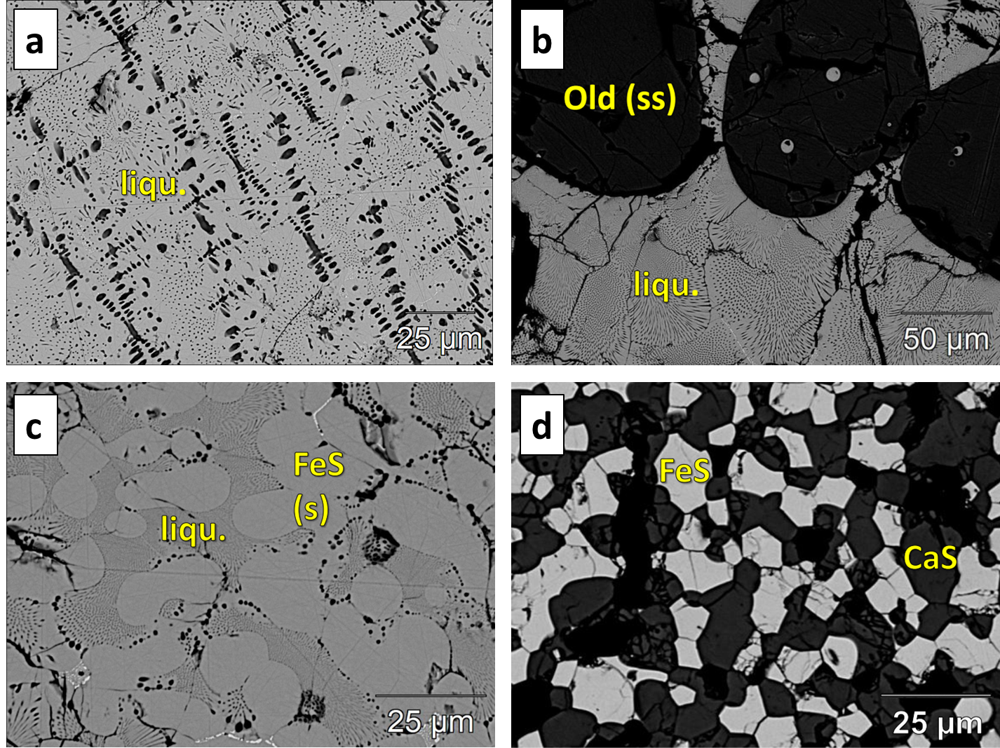 a
liqu.
25 µm
b
Old (ss)
liqu.
50 µm
c
FeS
(s)
liqu.
25 µm
d
FeS
CaS
25 µm